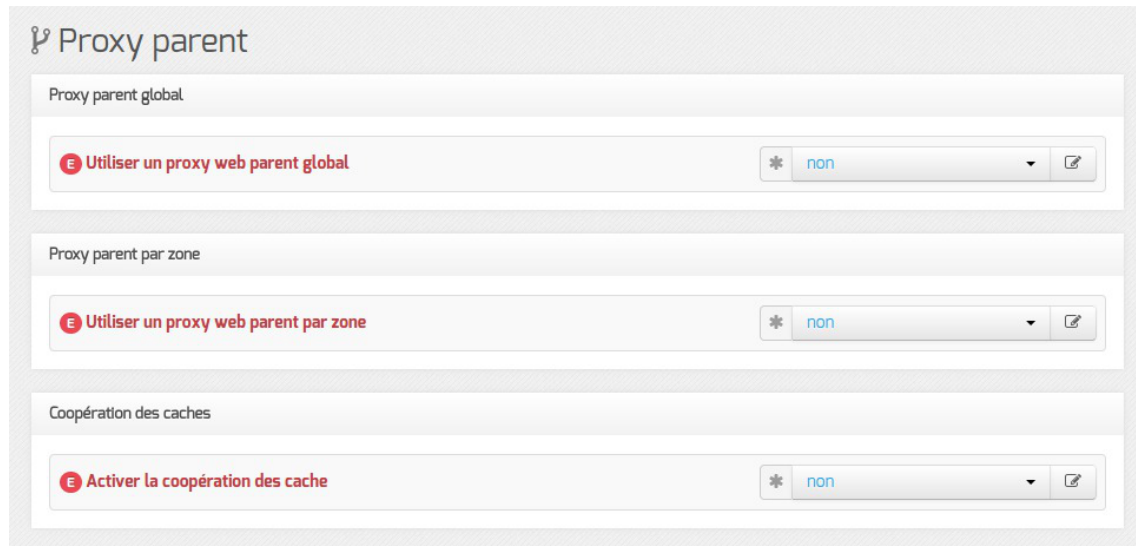 Proxy parent
Proxy parent global
E Utiliser un proxy web parent global
* non
Proxy parent par zone
E Utiliser un proxy web parent par zone
* non
Coopération des caches
E Activer la coopération des cache
* non